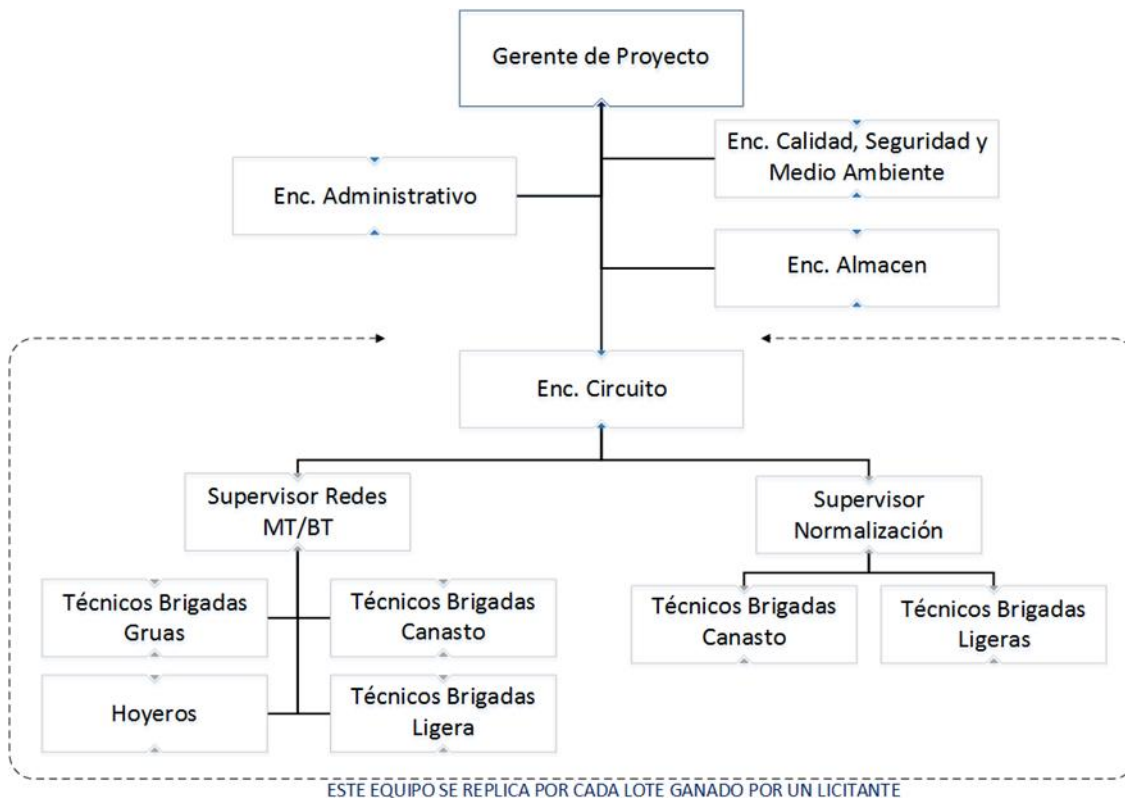 Gerente de Proyecto
Enc. Calidad, Seguridad y
Medio Ambiente
Enc. Administrativo
Enc. Almacen
Enc. Circuito
Supervisor Redes
MT/BT
Supervisor
Normalización
Técnicos Brigadas
Gruas
Técnicos Brigadas
Canasto
Técnicos Brigadas
Canasto
Técnicos Brigadas
Ligeras
Hoyeros
Técnicos Brigadas
Ligera
ESTE EQUIPO SE REPLICA POR CADA LOTE GANADO POR UN LICITANTE